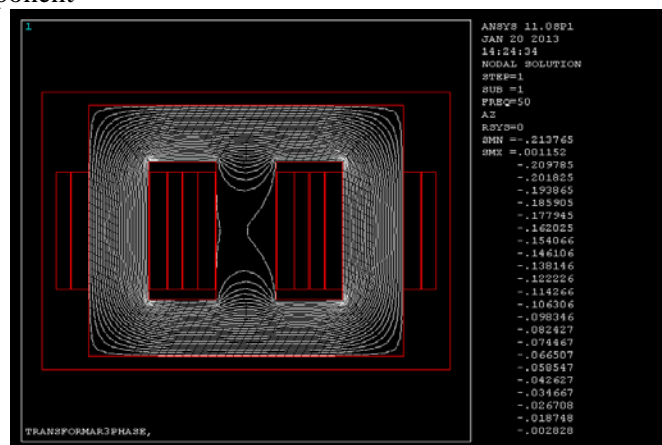 ponent
1
ANSYS 11.0SP1
JAN 20 2013
14:24:34
NODAL SOLUTION
STEP=1
SUB =1
FREQ=50
AZ
RSYS=0
SMN =-.213765
SMX =.001152
-.209785
-.201825
-.193865
-.185905
-.177945
-.162025
-.154066
-.146106
-.138146
-.122226
-.114266
-.106306
-.098346
-.082427
-.074467
-.066507
-.058547
-.042627
-.034667
-.026708
-.018748
-.002828
TRANSFORMAR3PHASE,